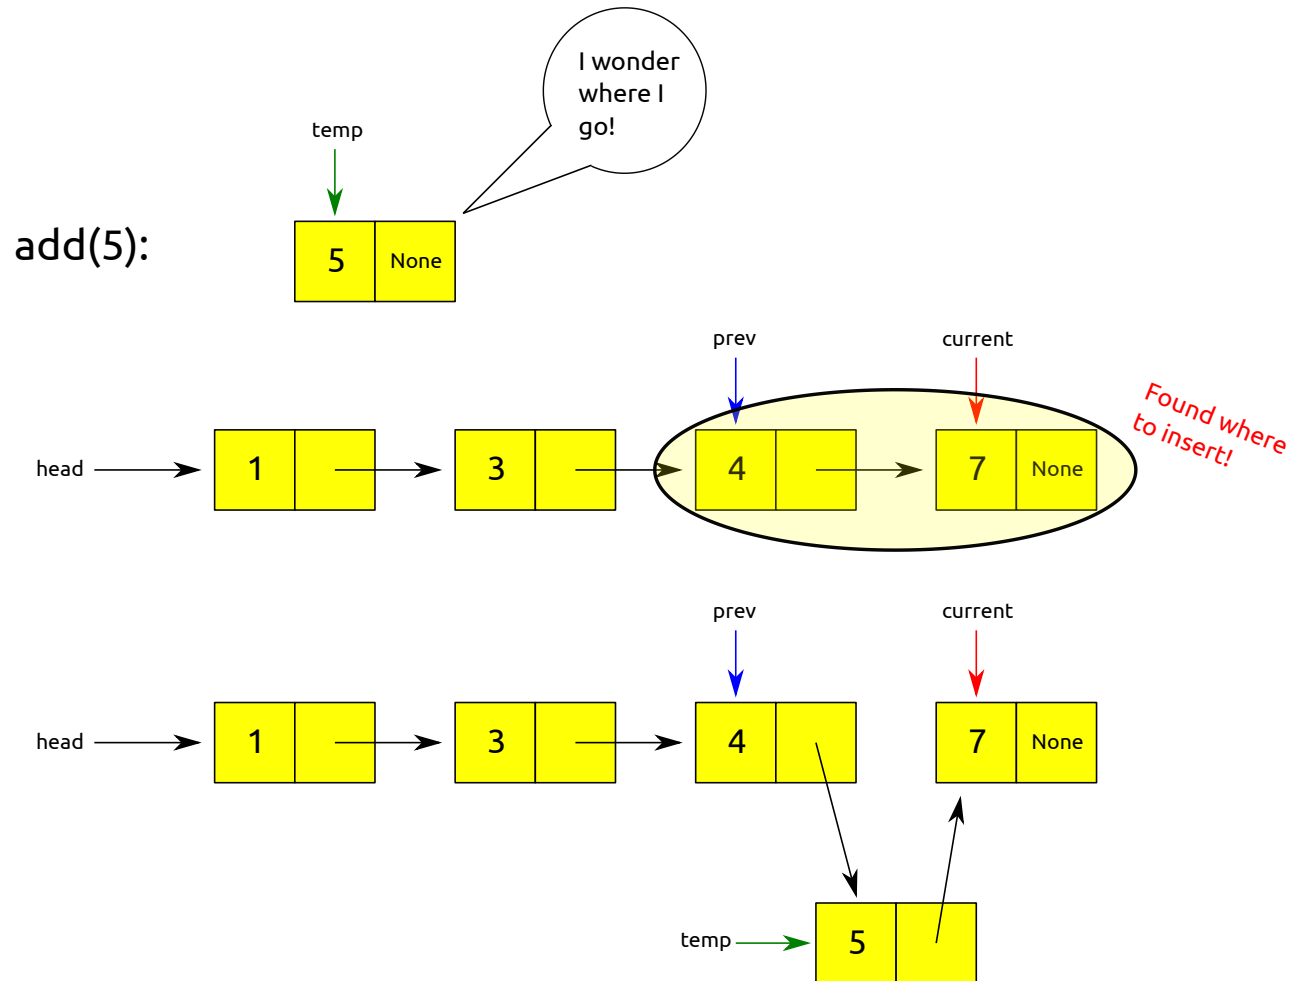 I wonder
where I
go!
temp
add(5):
5 None
prev current
Found where
to insert!
head 1 3 4 7 None
prev current
head 1 3 4 7 None
temp 5